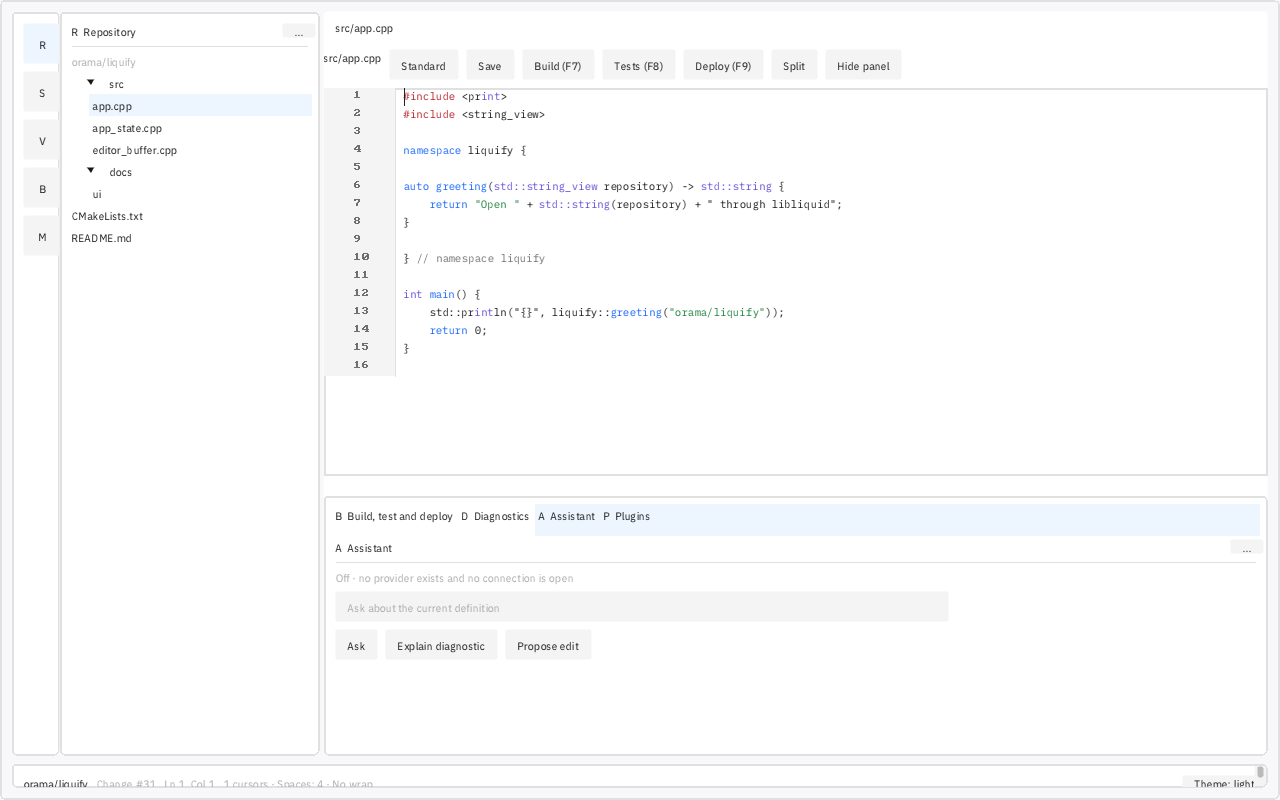 R
S
V
B
M
R Repository
...
orama/liquify
src
app.cpp
app_state.cpp
editor_buffer.cpp
docs
ui
CMakeLists.txt
README.md
src/app.cpp
src/app.cpp Standard Save Build (F7) Tests (F8) Deploy (F9) Split Hide panel
1 #include <print>
2 #include <string_view>
3
4 namespace liquify {
5
6 auto greeting(std::string_view repository) -> std::string {
7     return "Open " + std::string(repository) + " through libliquid";
8 }
9
10 } // namespace liquify
11
12 int main() {
13     std::println("{}", liquify::greeting("orama/liquify"));
14     return 0;
15 }
16
B Build, test and deploy D Diagnostics A Assistant P Plugins
A Assistant ...
Off - no provider exists and no connection is open
Ask about the current definition
Ask Explain diagnostic Propose edit
orama/liquify Change #31 Ln 1, Col 1 1 cursors - Spaces: 4 - No wrap Theme: light